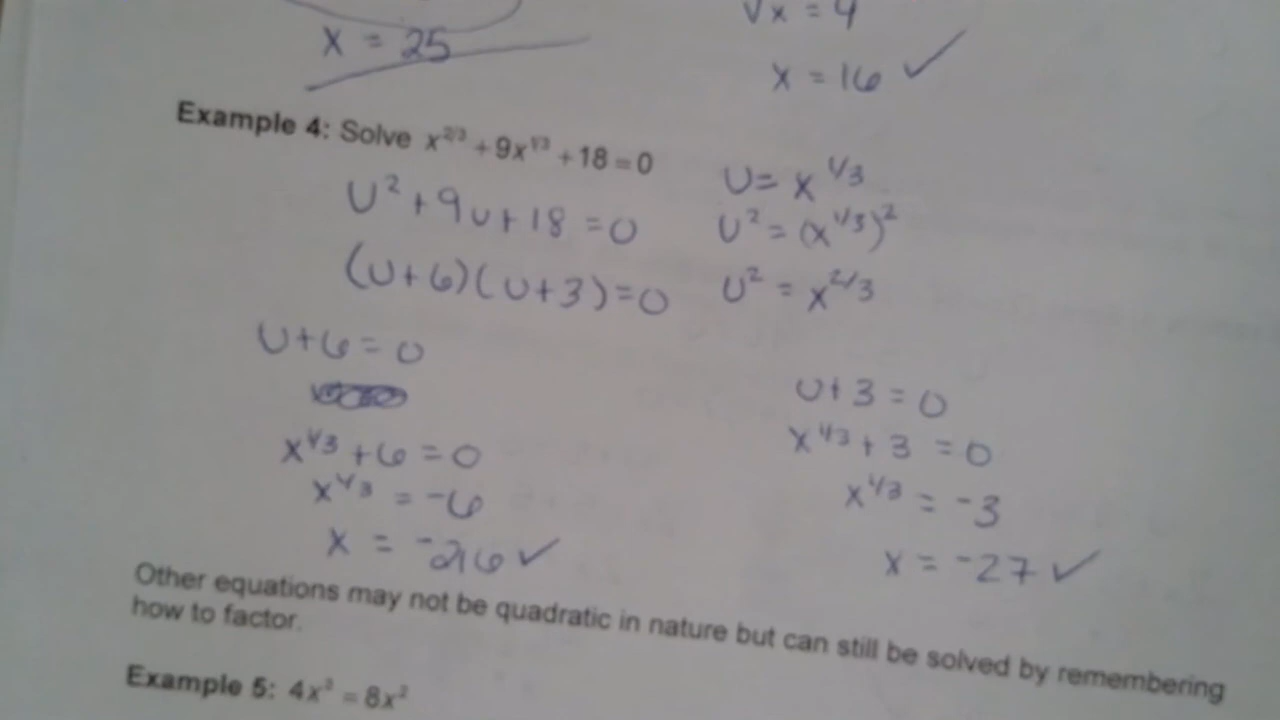 √x = 4
x = 25
x = 16 ✓
Example 4: Solve x^{2/3} + 9x^{1/3} + 18 = 0
U = x^{1/3}
U² + 9U + 18 = 0
U² = (x^{1/3})²
(U + 6)(U + 3) = 0
U² = x^{2/3}
U + 6 = 0
x^{1/3} + 6 = 0
x^{1/3} = -6
x = -216 ✓
U + 3 = 0
x^{1/3} + 3 = 0
x^{1/3} = -3
x = -27 ✓
Other equations may not be quadratic in nature but can still be solved by remembering
how to factor.
Example 5: 4x³ = 8x²